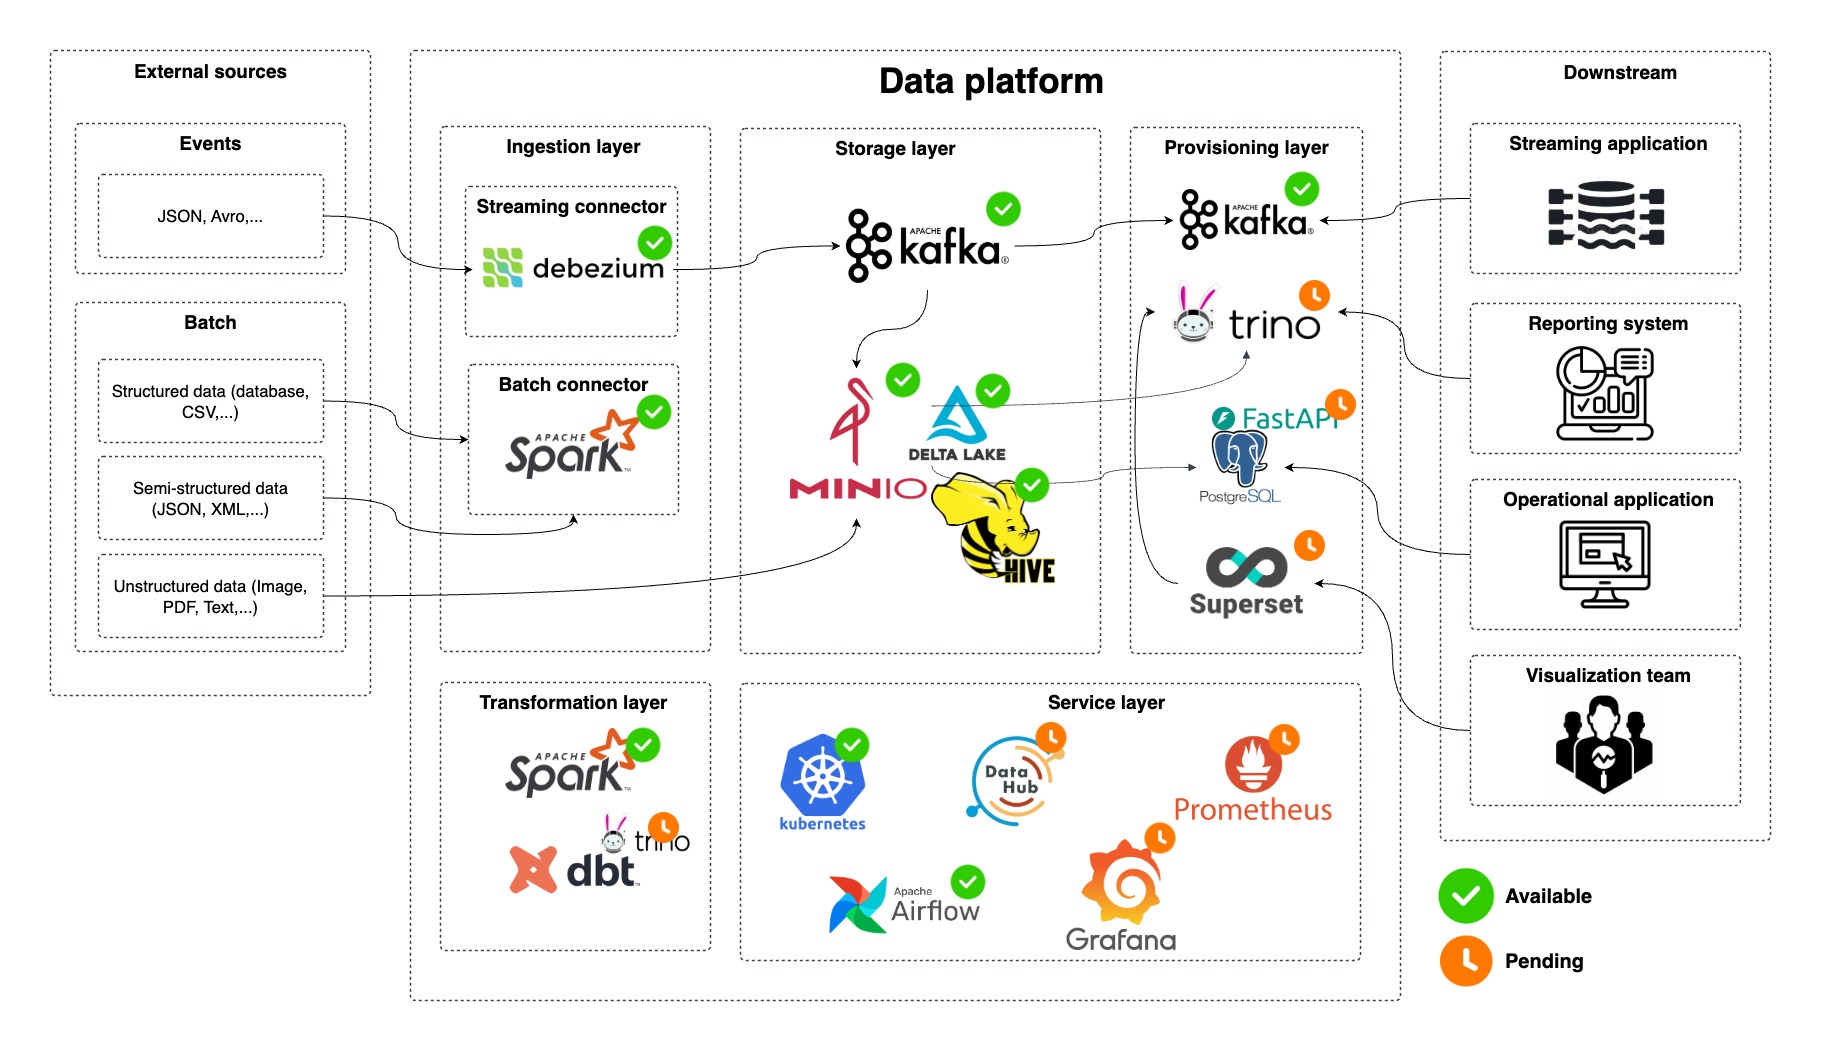 External sources
Events
JSON, Avro,...
Batch
Structured data (database,
CSV,...)
Semi-structured data
(JSON, XML,...)
Unstructured data (Image,
PDF, Text,...)
Data platform
Ingestion layer
Streaming connector
debezium
Batch connector
APACHE
Spark™
Storage layer
APACHE
kafka®
MINIO
DELTA LAKE
HIVE
Provisioning layer
APACHE
kafka®
trino
FastAPI
PostgreSQL
Superset
Transformation layer
APACHE
Spark™
trino
dbt™
Service layer
kubernetes
Data
Hub
Prometheus
Apache
Airflow
Grafana
Downstream
Streaming application
Reporting system
Operational application
Visualization team
Available
Pending